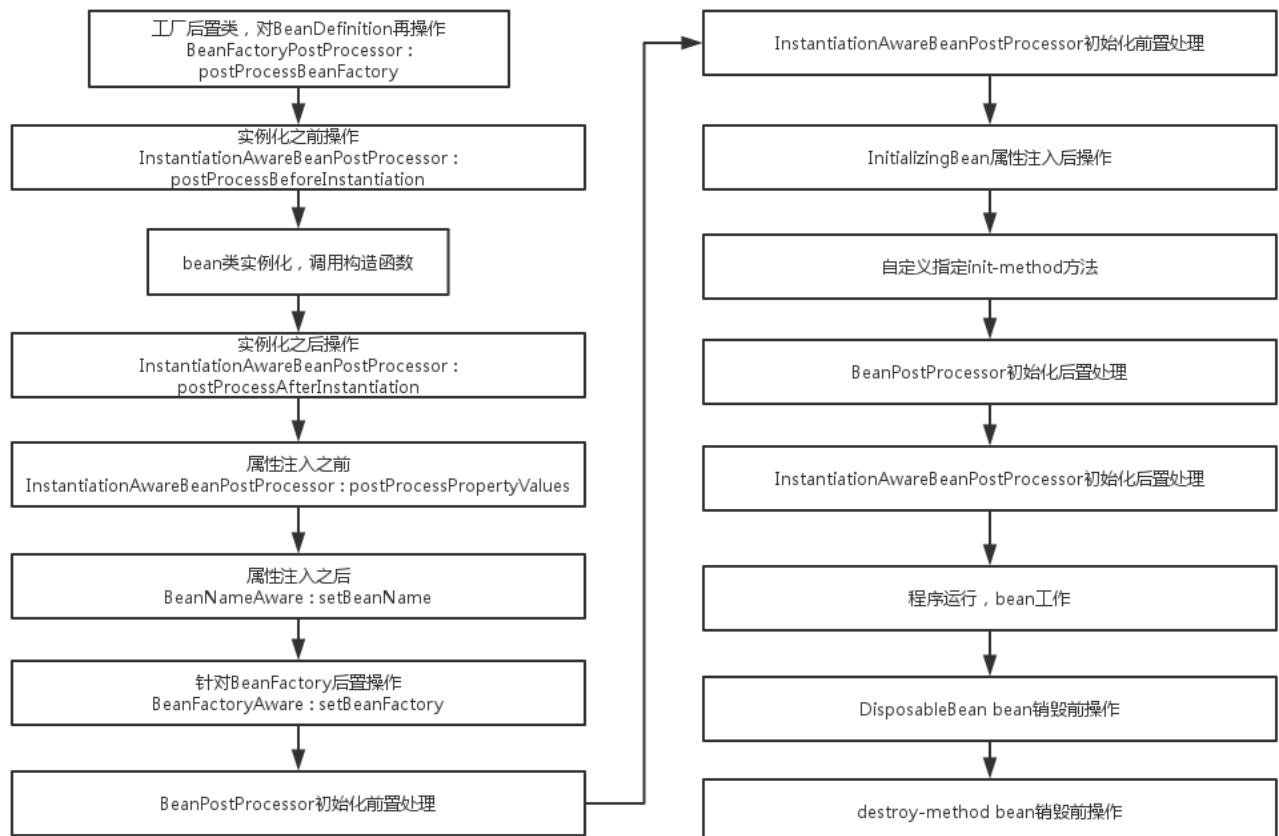 工厂后置类，对BeanDefinition再操作
BeanFactoryPostProcessor：
postProcessBeanFactory
实例化之前操作
InstantiationAwareBeanPostProcessor：
postProcessBeforeInstantiation
bean类实例化，调用构造函数
实例化之后操作
InstantiationAwareBeanPostProcessor：
postProcessAfterInstantiation
属性注入之前
InstantiationAwareBeanPostProcessor：postProcessPropertyValues
属性注入之后
BeanNameAware：setBeanName
针对BeanFactory后置操作
BeanFactoryAware：setBeanFactory
BeanPostProcessor初始化前置处理
InstantiationAwareBeanPostProcessor初始化前置处理
InitializingBean属性注入后操作
自定义指定init-method方法
BeanPostProcessor初始化后置处理
InstantiationAwareBeanPostProcessor初始化后置处理
程序运行，bean工作
DisposableBean bean销毁前操作
destroy-method bean销毁前操作